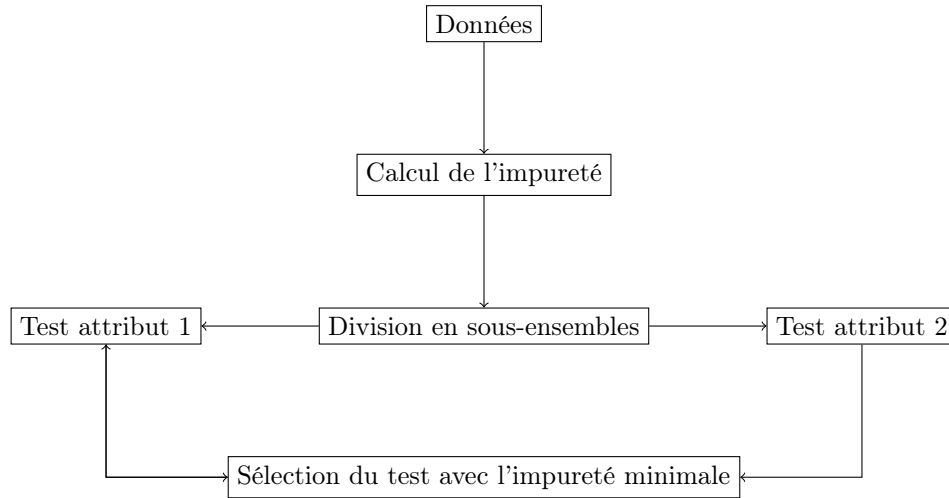 Données
Calcul de l'impureté
Test attribut 1
Division en sous-ensembles
Test attribut 2
Sélection du test avec l'impureté minimale